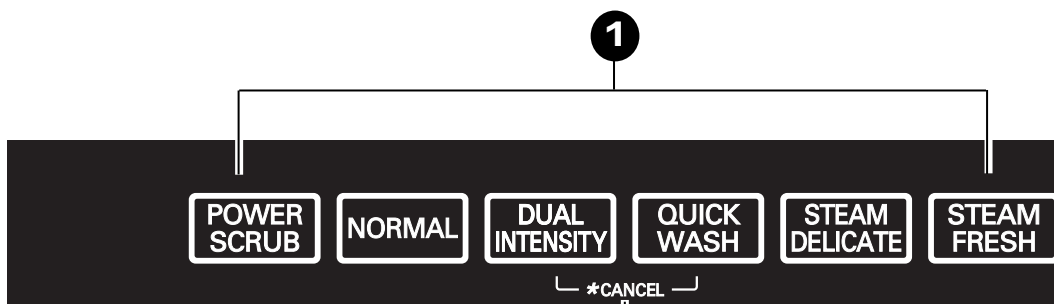 1
POWER
SCRUB
NORMAL
DUAL
INTENSITY
QUICK
WASH
STEAM
DELICATE
STEAM
FRESH
*CANCEL